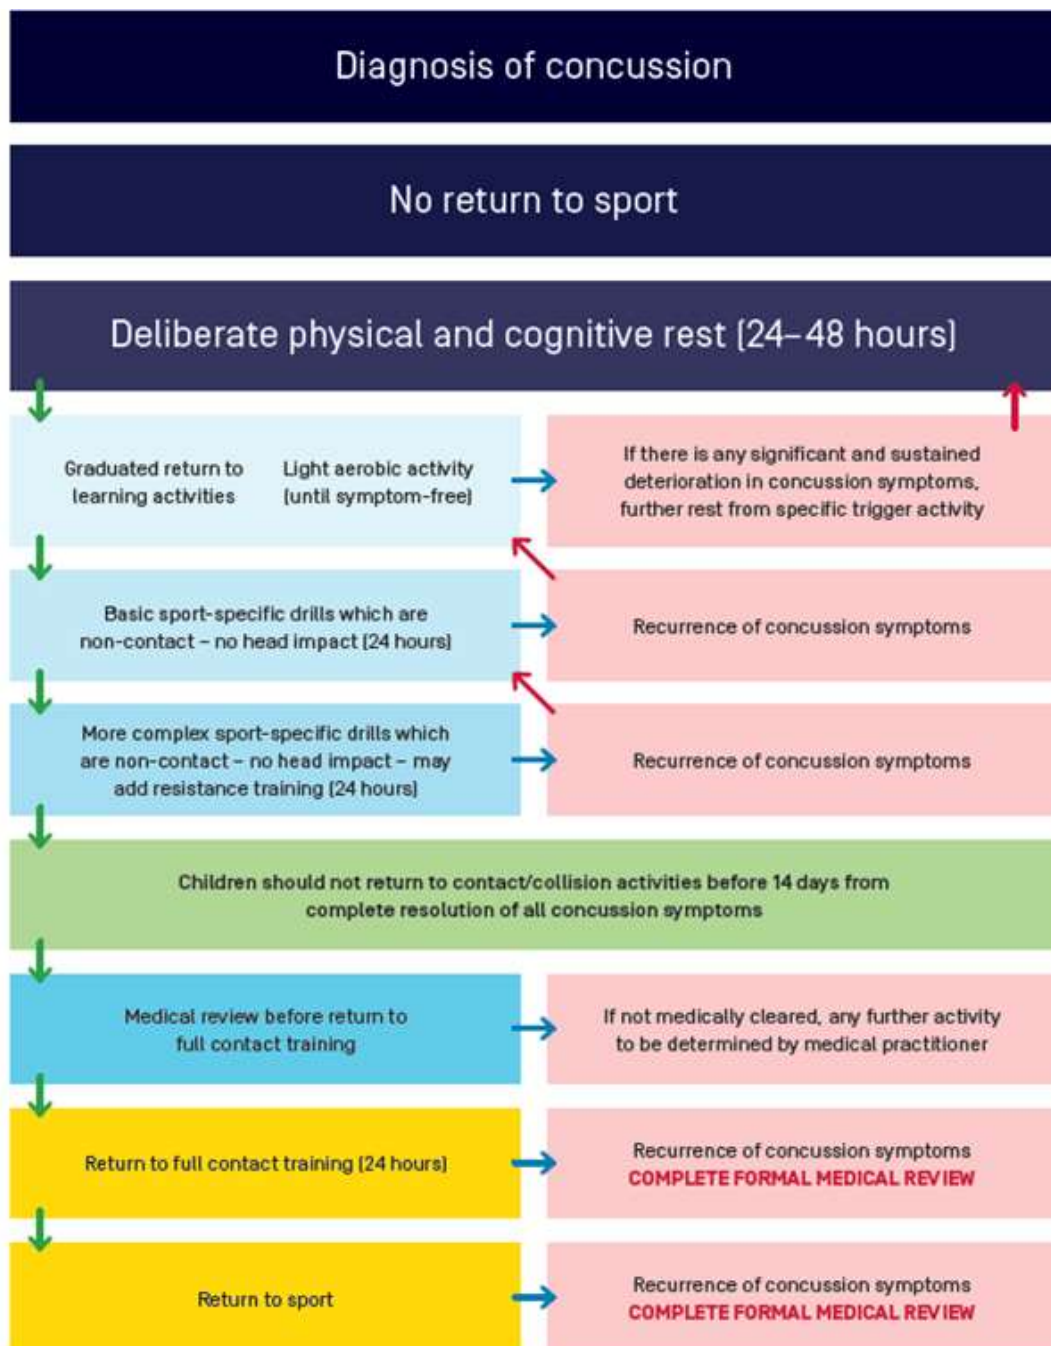 Diagnosis of concussion
No return to sport
Deliberate physical and cognitive rest (24–48 hours)
Graduated return to
learning activities
Light aerobic activity
(until symptom-free)
If there is any significant and sustained
deterioration in concussion symptoms,
further rest from specific trigger activity
Basic sport-specific drills which are
non-contact – no head impact (24 hours)
Recurrence of concussion symptoms
More complex sport-specific drills which
are non-contact – no head impact – may
add resistance training (24 hours)
Recurrence of concussion symptoms
Children should not return to contact/collision activities before 14 days from
complete resolution of all concussion symptoms
Medical review before return to
full contact training
If not medically cleared, any further activity
to be determined by medical practitioner
Return to full contact training (24 hours)
Recurrence of concussion symptoms
COMPLETE FORMAL MEDICAL REVIEW
Return to sport
Recurrence of concussion symptoms
COMPLETE FORMAL MEDICAL REVIEW